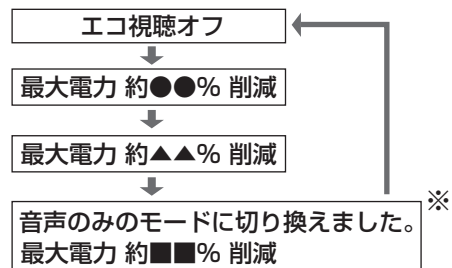 エコ視聴オフ
最大電力 約●●% 削減
最大電力 約▲▲% 削減
※
音声のみのモードに切り換えました。
最大電力 約■■% 削減